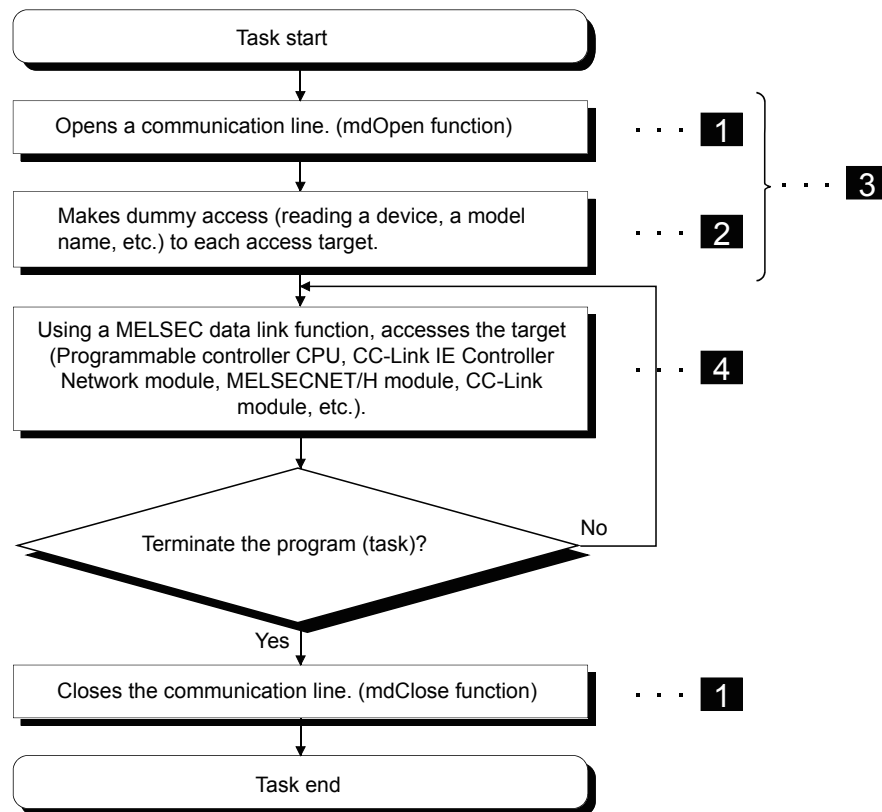 Task start
Opens a communication line. (mdOpen function)
· · · 1
· · · 3
Makes dummy access (reading a device, a model
name, etc.) to each access target.
· · · 2
Using a MELSEC data link function, accesses the target
(Programmable controller CPU, CC-Link IE Controller
Network module, MELSECNET/H module, CC-Link
module, etc.).
· · · 4
Terminate the program (task)?
No
Yes
Closes the communication line. (mdClose function)
· · · 1
Task end